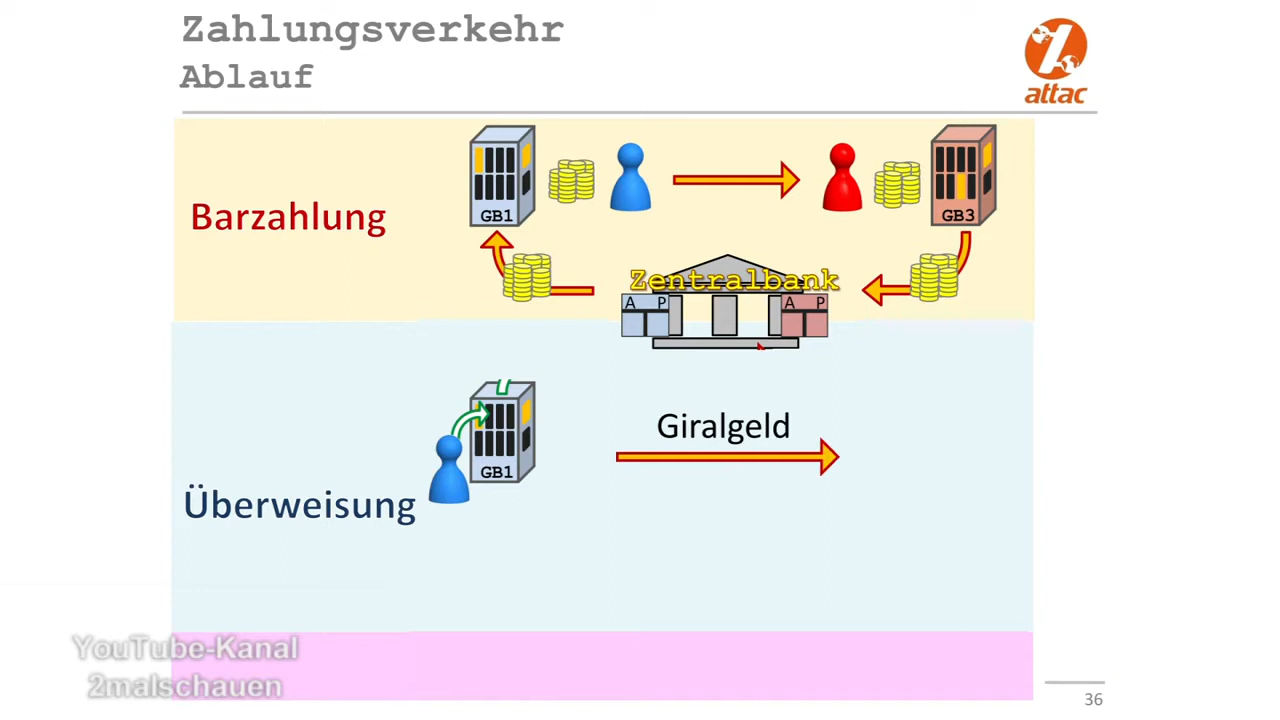 Zahlungsverkehr
Ablauf
attac
Barzahlung
GB1
GB3
Zentralbank
A P
A P
Giralgeld
GB1
Überweisung
YouTube-Kanal
2malschauen
36